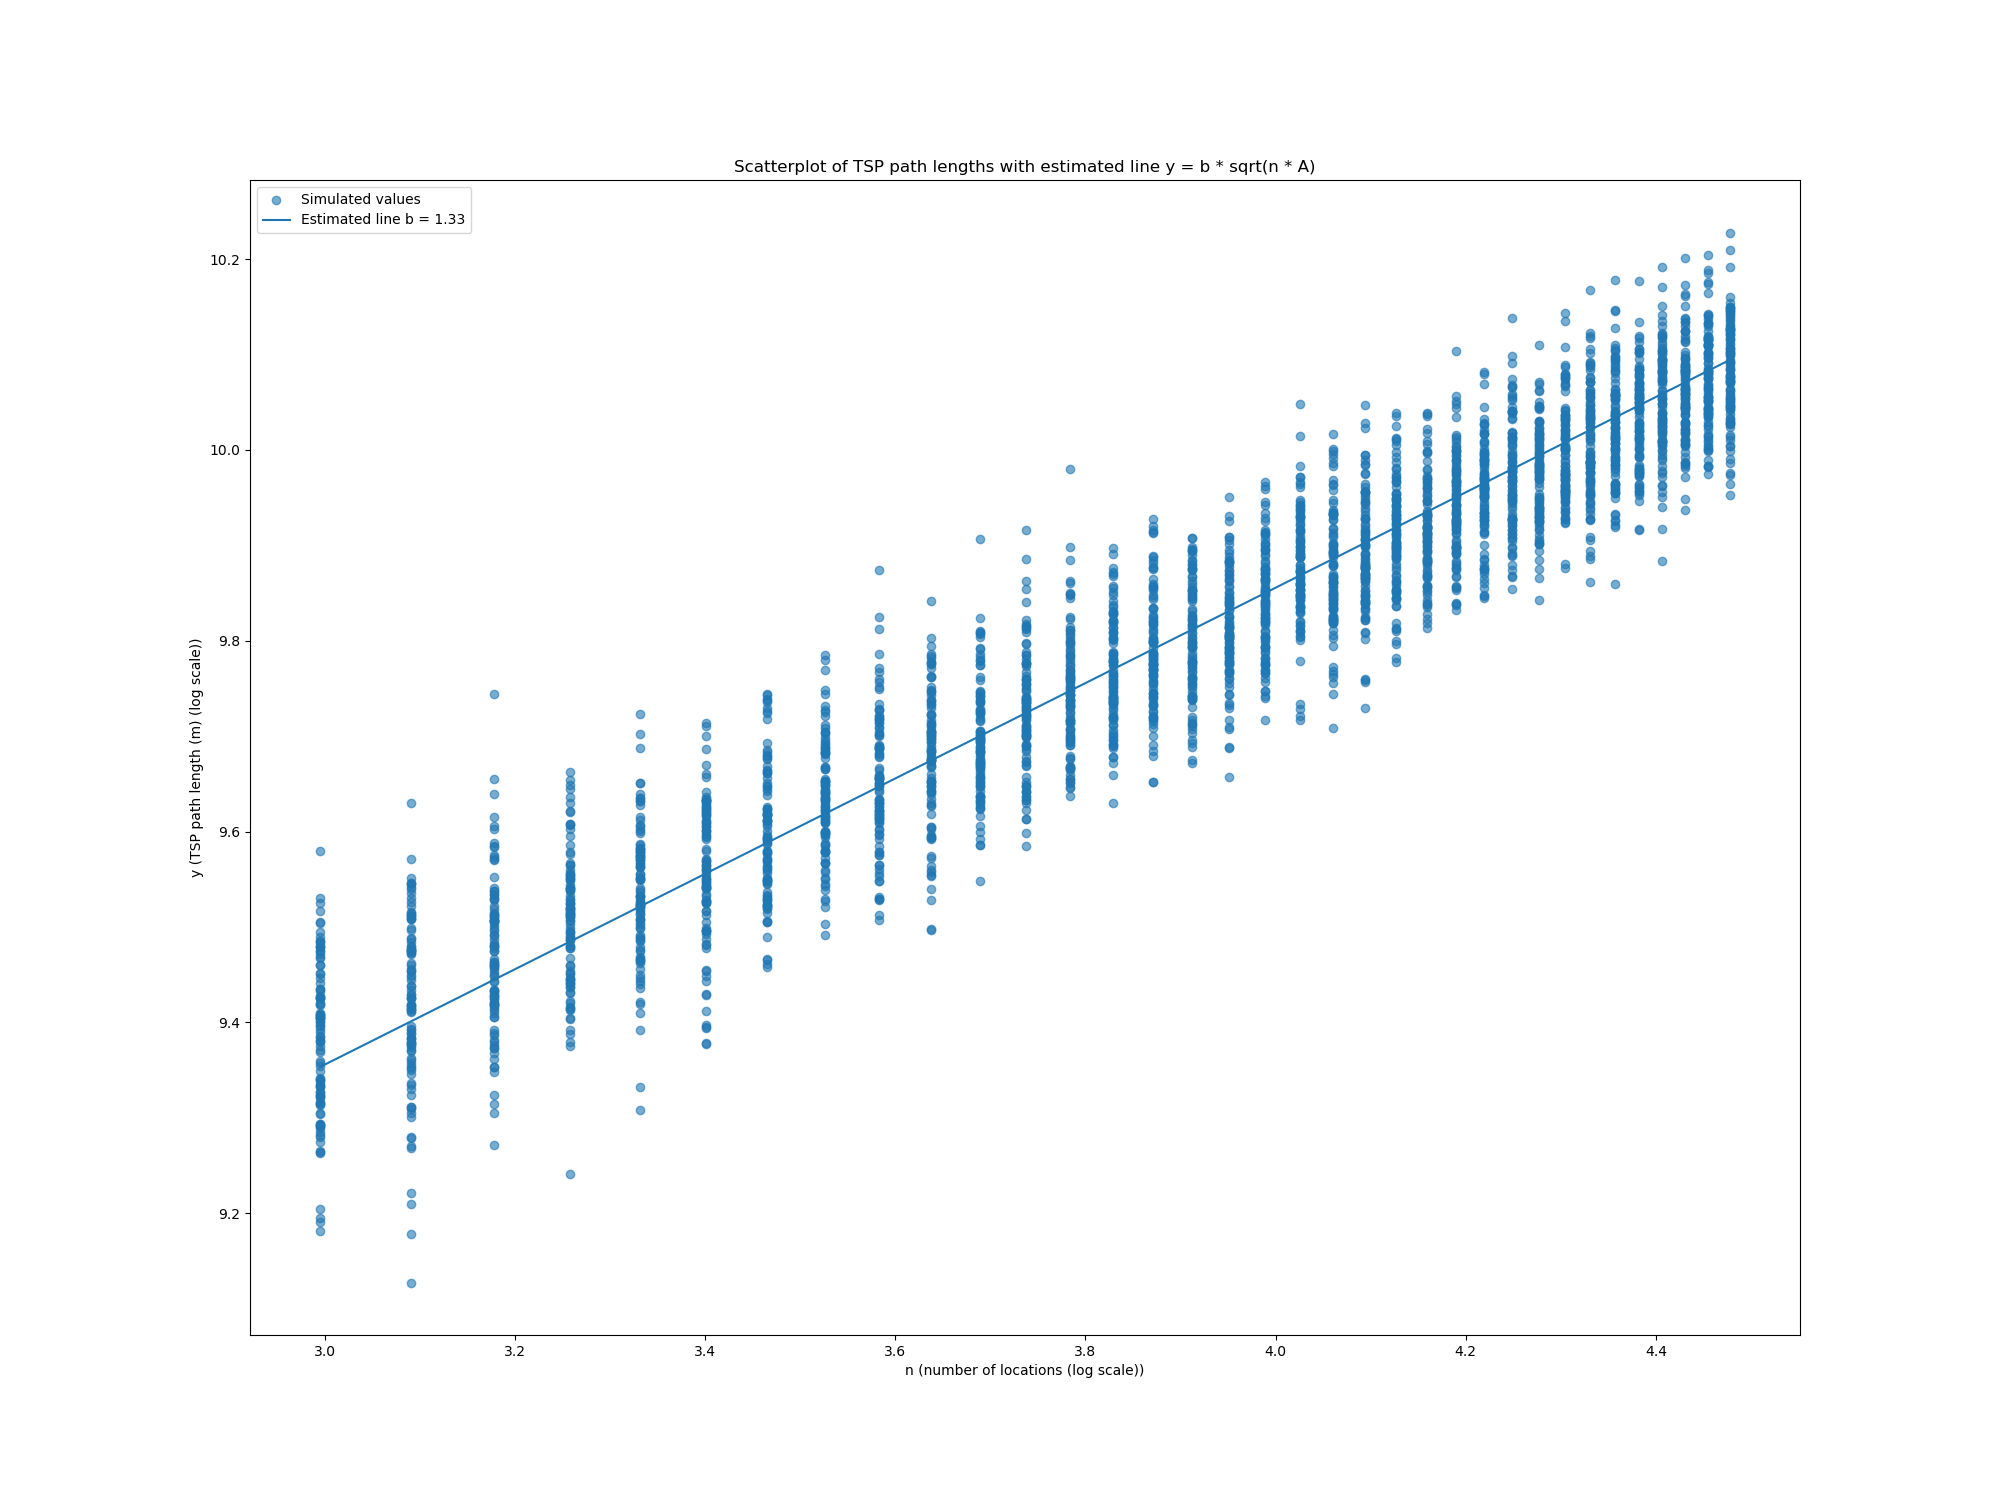 Scatterplot of TSP path lengths with estimated line y = b * sqrt(n * A)
Simulated values
Estimated line b = 1.33
10.2
10.0
9.8
9.6
9.4
9.2
y (TSP path length (m) (log scale))
3.0 3.2 3.4 3.6 3.8 4.0 4.2 4.4
n (number of locations (log scale))